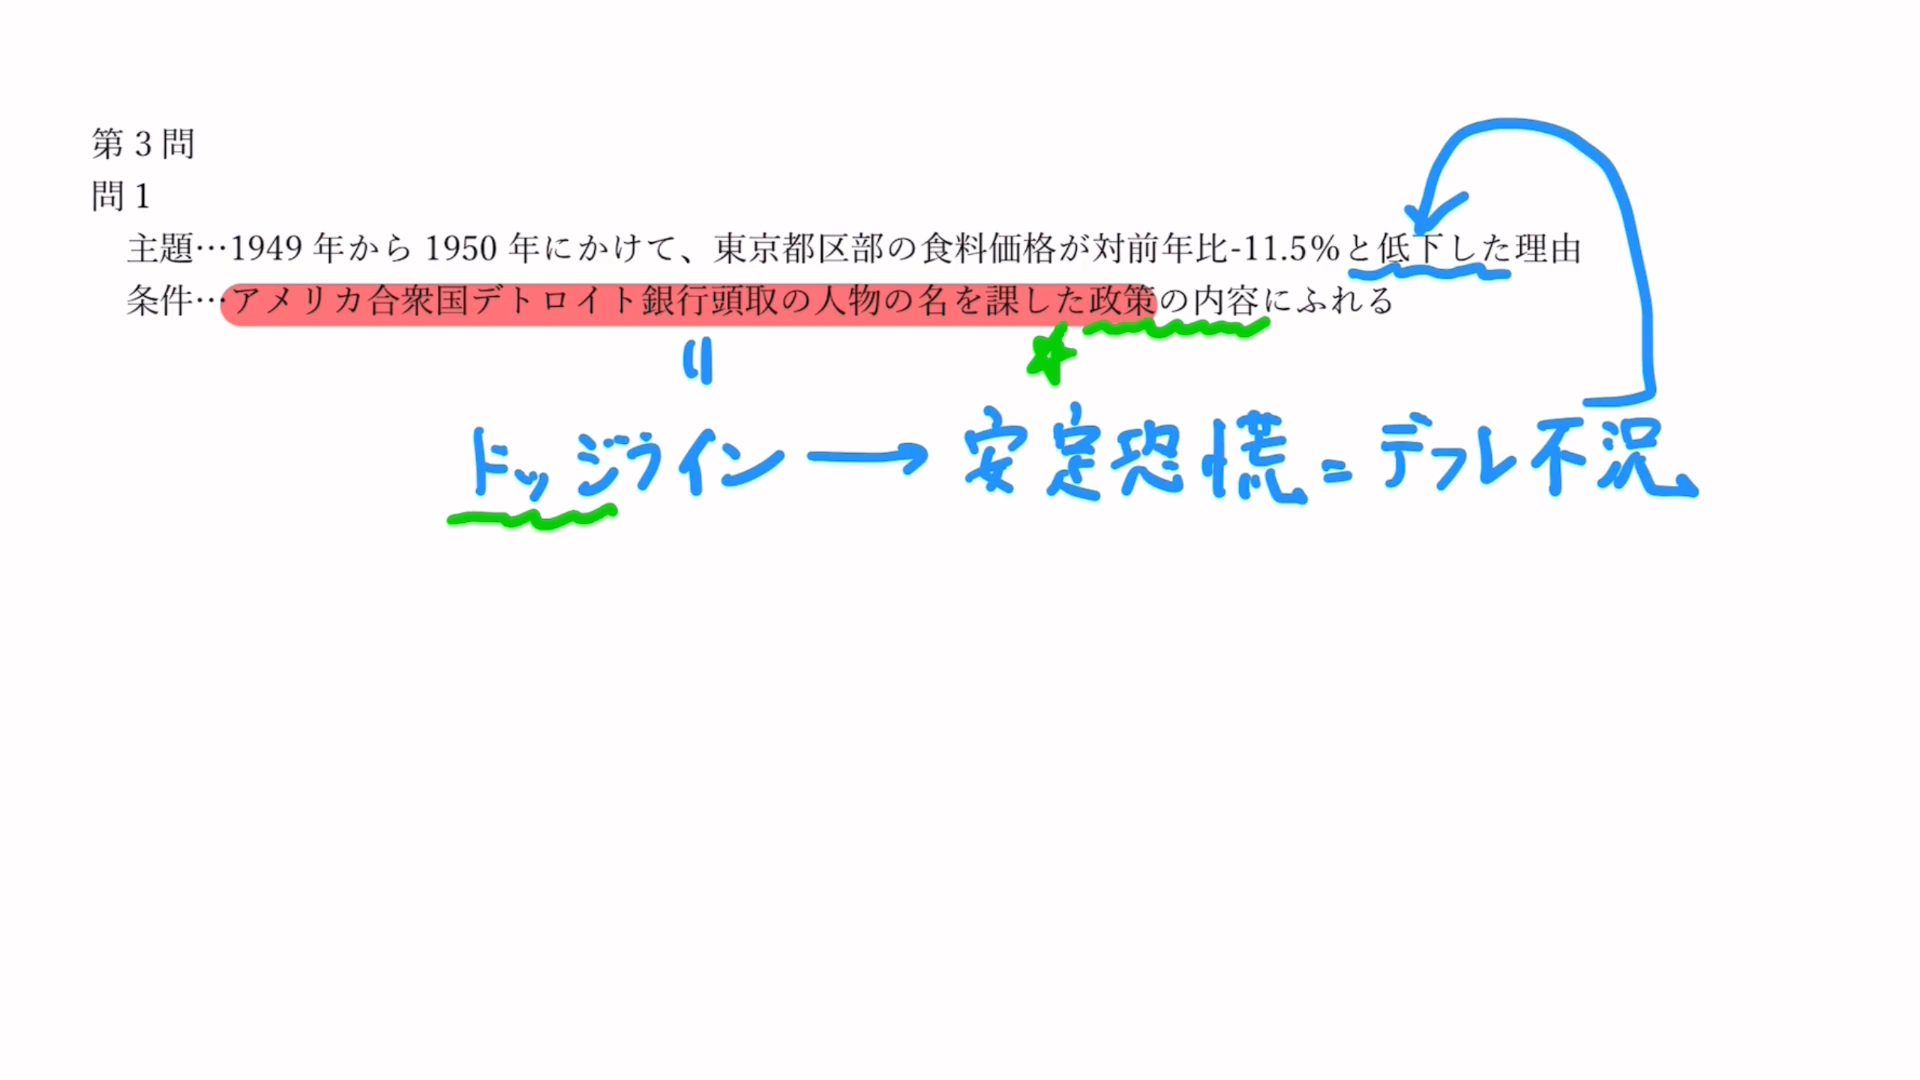 第3問
問1
主題…1949年から1950年にかけて、東京都区部の食料価格が対前年比-11.5%と低下した理由
条件…アメリカ合衆国デトロイト銀行頭取の人物の名を課した政策の内容にふれる
ドッジライン→安定恐慌=デフレ不況